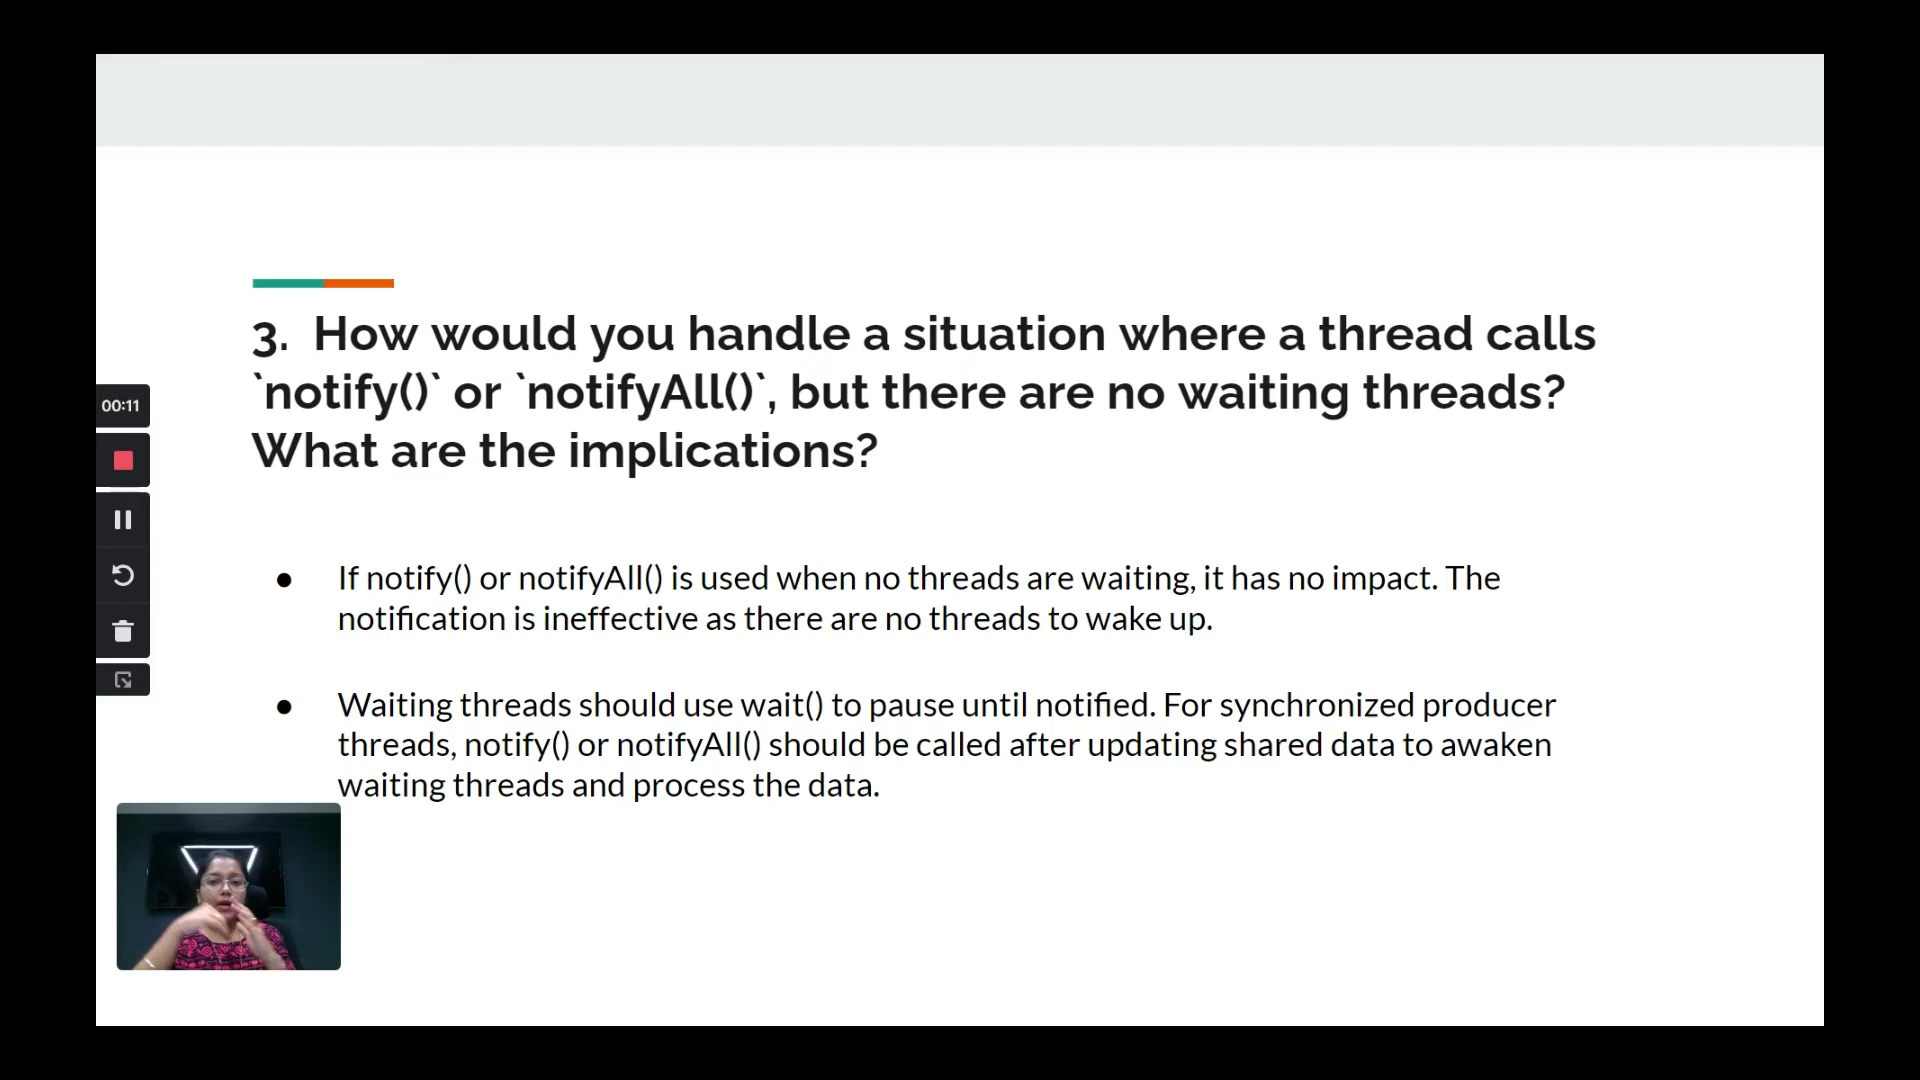 3. How would you handle a situation where a thread calls
`notify()` or `notifyAll()`, but there are no waiting threads?
What are the implications?
00:11
● If notify() or notifyAll() is used when no threads are waiting, it has no impact. The
notification is ineffective as there are no threads to wake up.
● Waiting threads should use wait() to pause until notified. For synchronized producer
threads, notify() or notifyAll() should be called after updating shared data to awaken
waiting threads and process the data.